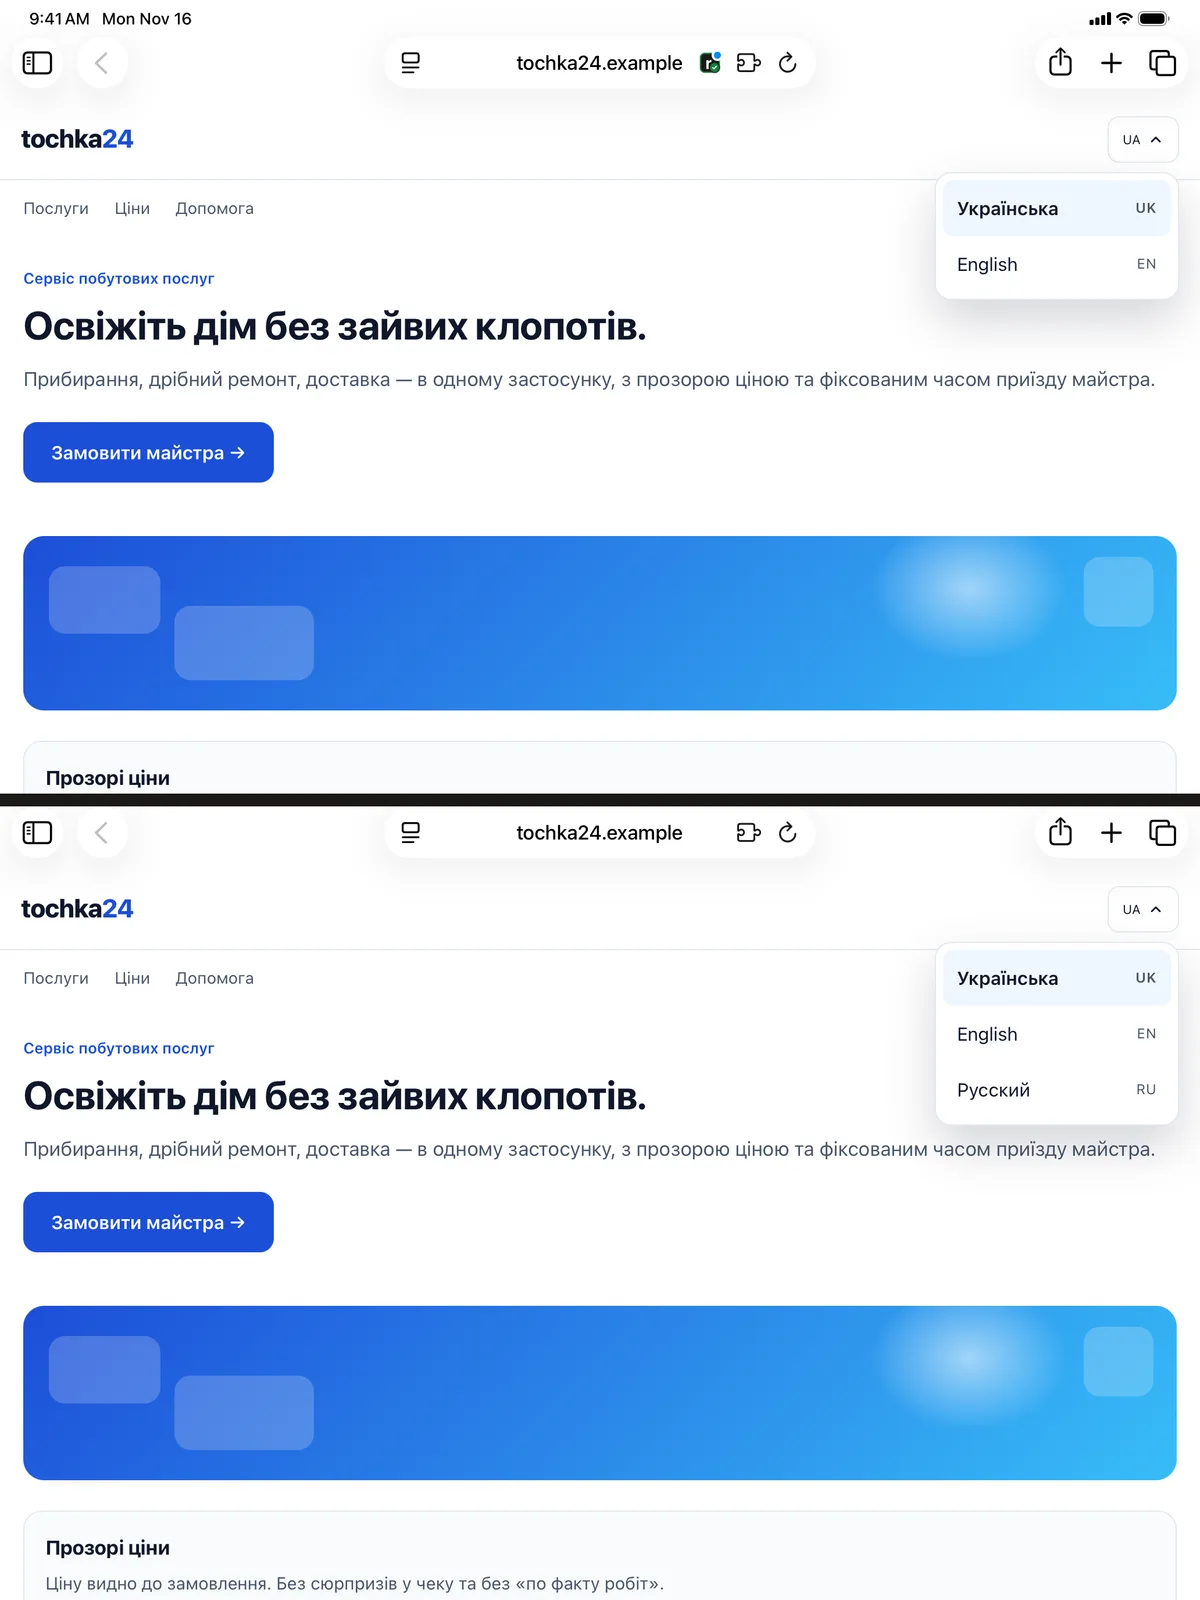 9:41 AM Mon Nov 16
tochka24.example
tochka24
UA
Послуги Ціни Допомога
Українська UK
English EN
Сервіс побутових послуг
Освіжіть дім без зайвих клопотів.
Прибирання, дрібний ремонт, доставка — в одному застосунку, з прозорою ціною та фіксованим часом приїзду майстра.
Замовити майстра →
Прозорі ціни
tochka24.example
tochka24
UA
Послуги Ціни Допомога
Українська UK
English EN
Русский RU
Сервіс побутових послуг
Освіжіть дім без зайвих клопотів.
Прибирання, дрібний ремонт, доставка — в одному застосунку, з прозорою ціною та фіксованим часом приїзду майстра.
Замовити майстра →
Прозорі ціни
Ціну видно до замовлення. Без сюрпризів у чеку та без «по факту робіт».